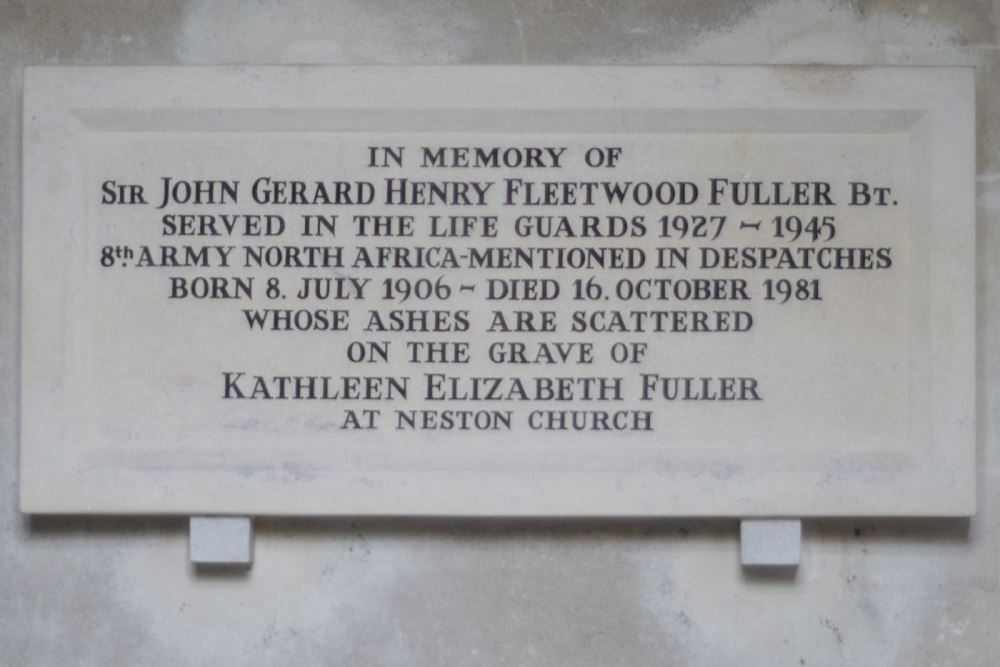 IN MEMORY OF
SIR JOHN GERARD HENRY FLEETWOOD FULLER BT.
SERVED IN THE LIFE GUARDS 1927 - 1945
8th ARMY NORTH AFRICA-MENTIONED IN DESPATCHES
BORN 8. JULY 1906 - DIED 16. OCTOBER 1981
WHOSE ASHES ARE SCATTERED
ON THE GRAVE OF
KATHLEEN ELIZABETH FULLER
AT NESTON CHURCH